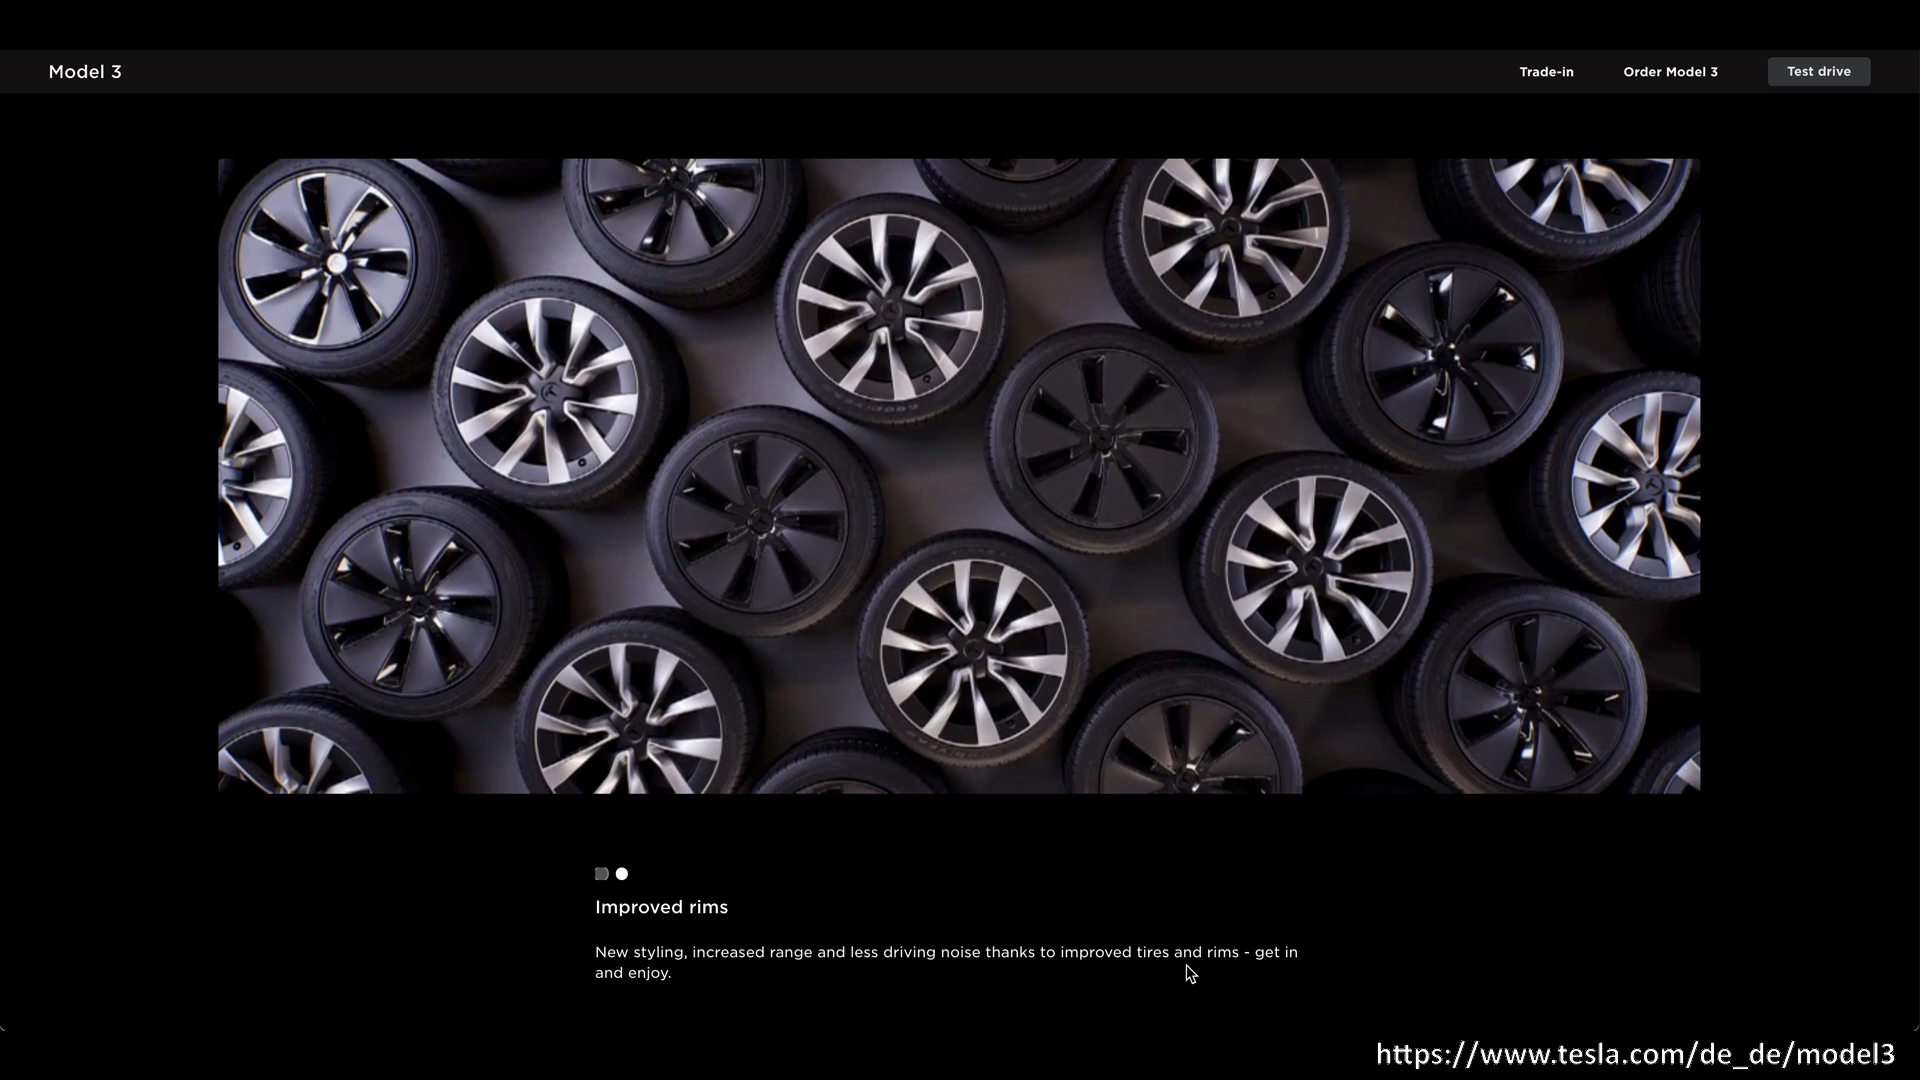 Model 3
Trade-in
Order Model 3
Test drive
Improved rims
New styling, increased range and less driving noise thanks to improved tires and rims - get in
and enjoy.
https://www.tesla.com/de_de/model3